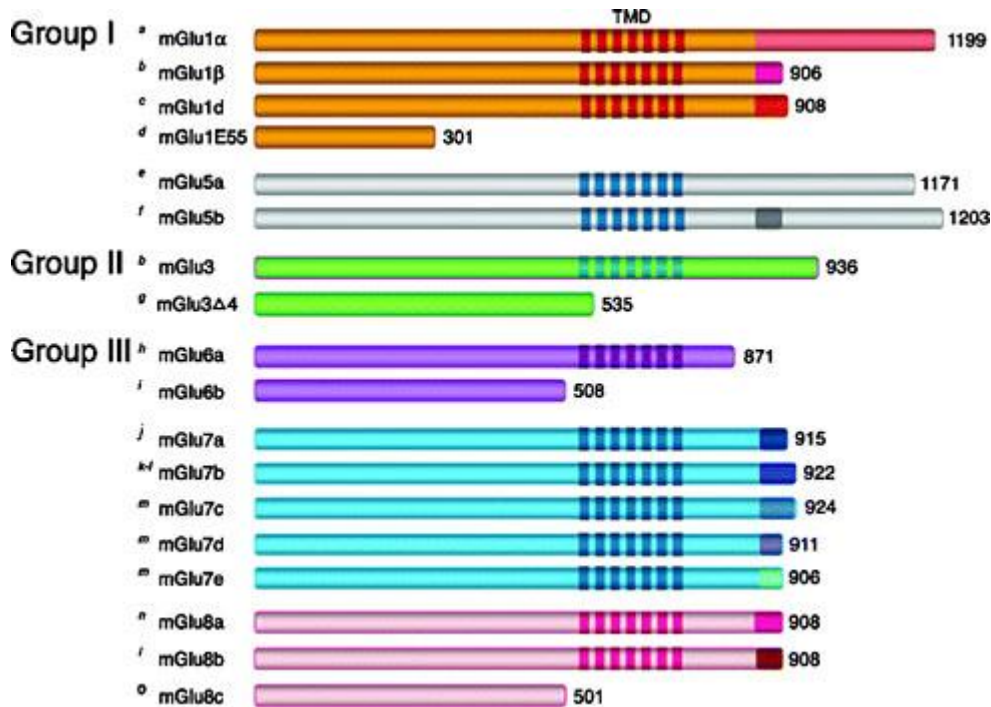 TMD
Group I a mGlu1α 1199
b mGlu1β 906
c mGlu1d 908
d mGlu1E55 301
e mGlu5a 1171
f mGlu5b 1203
Group II b mGlu3 936
g mGlu3Δ4 535
Group III h mGlu6a 871
i mGlu6b 508
j mGlu7a 915
k-l mGlu7b 922
m mGlu7c 924
m mGlu7d 911
m mGlu7e 906
n mGlu8a 908
i mGlu8b 908
o mGlu8c 501